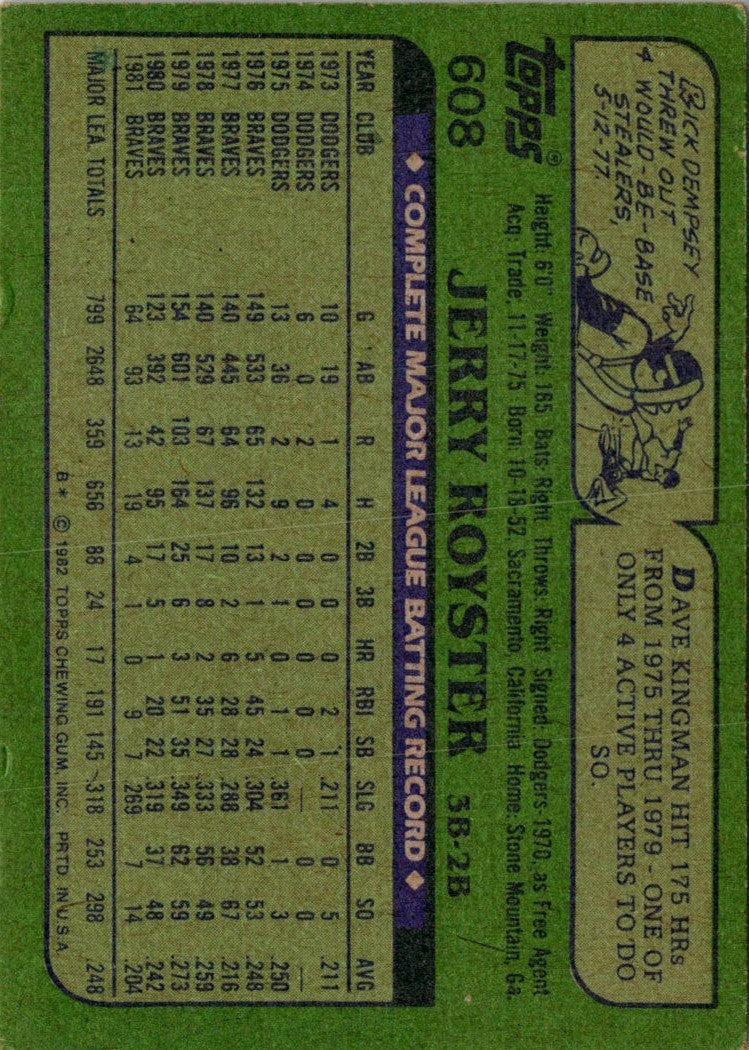 Rick Dempsey
threw out
4 would-be-base
stealers,
5-12-77.
DAVE KINGMAN HIT 175 HRs
FROM 1975 THRU 1979 - ONE OF
ONLY 4 ACTIVE PLAYERS TO DO
SO.
topps®
608 JERRY ROYSTER 3B-2B
Height: 6'0" Weight: 165 Bats: Right Throws: Right Signed: Dodgers-1970, as Free Agent
Acq: Trade, 11-17-75 Born: 10-18-52, Sacramento, California Home: Stone Mountain, Ga.
◆ COMPLETE MAJOR LEAGUE BATTING RECORD ◆
YEAR CLUB G AB R H 2B 3B HR RBI SB SLG BB SO AVG
1973 DODGERS 10 19 1 4 0 0 0 2 1 .211 0 5 .211
1974 DODGERS 6 0 2 0 0 0 0 0 0 — 0 0 —
1975 DODGERS 13 36 2 9 2 1 0 1 1 .361 1 3 .250
1976 BRAVES 149 533 65 132 13 1 5 45 24 .304 52 53 .248
1977 BRAVES 140 445 64 96 10 2 6 28 28 .288 38 67 .216
1978 BRAVES 140 529 67 137 17 8 2 35 27 .333 56 49 .259
1979 BRAVES 154 601 103 164 25 6 3 51 35 .349 62 59 .273
1980 BRAVES 123 392 42 95 17 5 1 20 22 .319 37 48 .242
1981 BRAVES 64 93 13 19 4 1 0 9 7 .269 7 14 .204
MAJOR LEA. TOTALS 799 2648 359 656 88 24 17 191 145 .318 253 298 .248
B* © 1982 TOPPS CHEWING GUM, INC. PRTD. IN U.S.A.